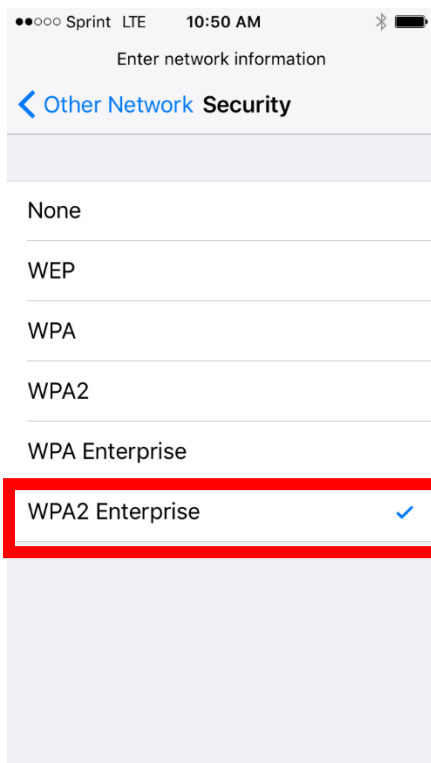 Sprint LTE 10:50 AM
Enter network information
Other Network Security
None
WEP
WPA
WPA2
WPA Enterprise
WPA2 Enterprise